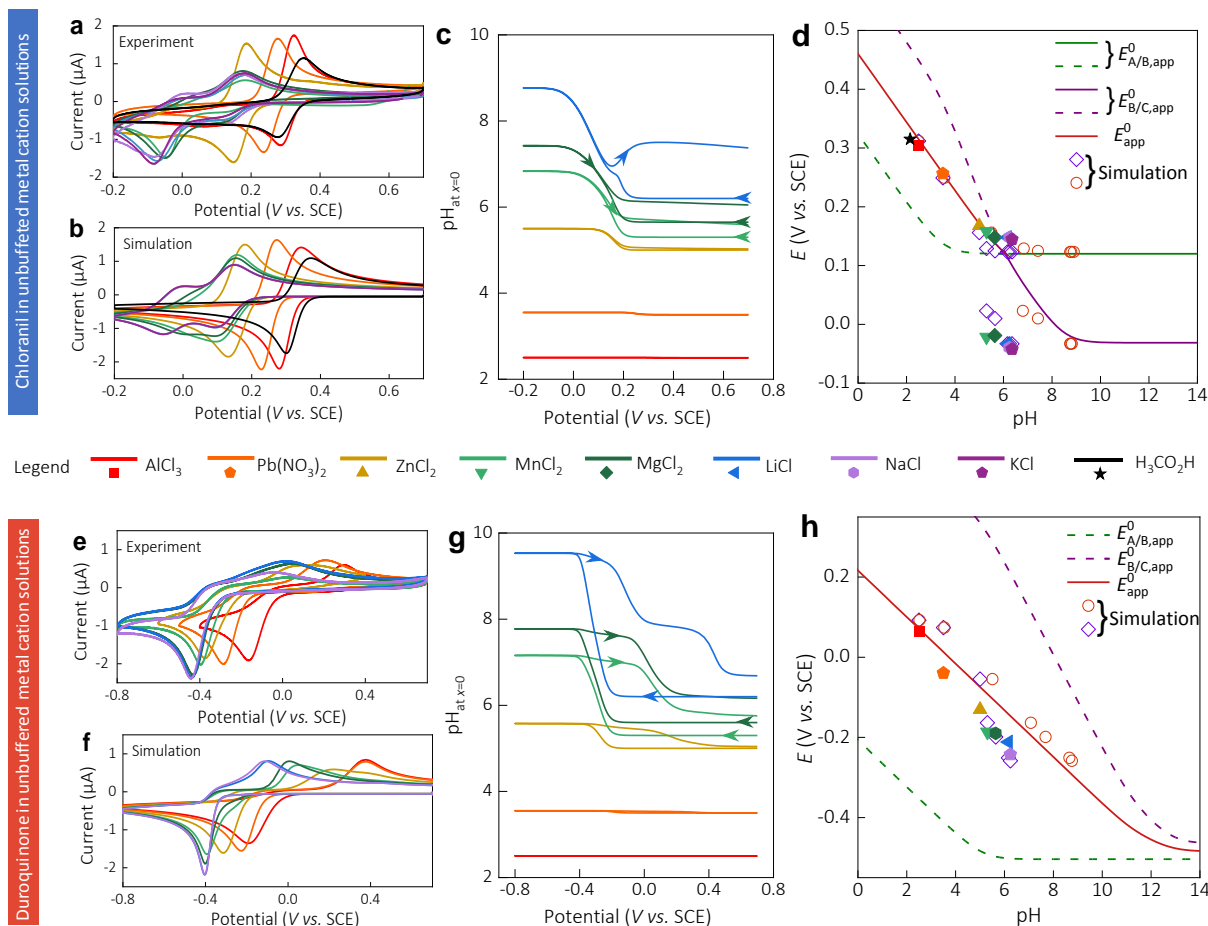 Chloranil in unbuffeted metal cation solutions
a
Experiment
2
1
0
-1
-2
Current (µA)
-0.2 0.0 0.2 0.4 0.6
Potential (V vs. SCE)
b
Simulation
2
1
0
-1
-2
Current (µA)
-0.2 0.0 0.2 0.4 0.6
Potential (V vs. SCE)
c
10
8
6
4
2
pH at x=0
-0.2 0.0 0.2 0.4 0.6
Potential (V vs. SCE)
d
0.5
0.4
0.3
0.2
0.1
0.0
-0.1
E (V vs. SCE)
E0A/B,app
E0B/C,app
E0app
Simulation
0 2 4 6 8 10 12 14
pH
Legend AlCl3 Pb(NO3)2 ZnCl2 MnCl2 MgCl2 LiCl NaCl KCl H3CO2H
Duroquinone in unbuffered metal cation solutions
e
Experiment
1
0
-1
-2
Current (µA)
-0.8 -0.4 0.0 0.4
Potential (V vs. SCE)
f
Simulation
1
0
-1
-2
Current (µA)
-0.8 -0.4 0.0 0.4
Potential (V vs. SCE)
g
10
8
6
4
2
pH at x=0
-0.8 -0.4 0.0 0.4 0.8
Potential (V vs. SCE)
h
0.2
0.0
-0.2
-0.4
E (V vs. SCE)
E0A/B,app
E0B/C,app
E0app
Simulation
0 2 4 6 8 10 12 14
pH